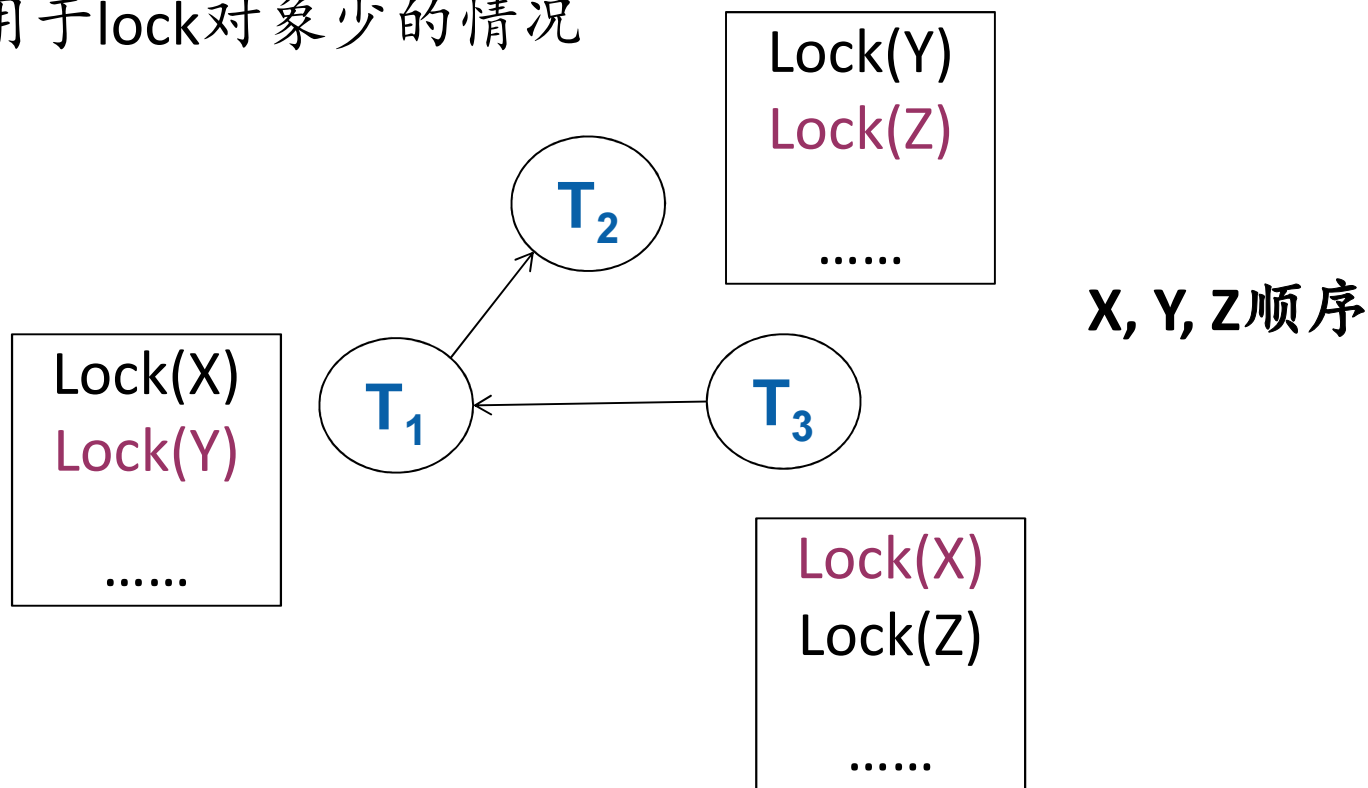 用于lock对象少的情况
Lock(Y)
Lock(Z)
……
T2
X, Y, Z顺序
Lock(X)
Lock(Y)
……
T1
T3
Lock(X)
Lock(Z)
……